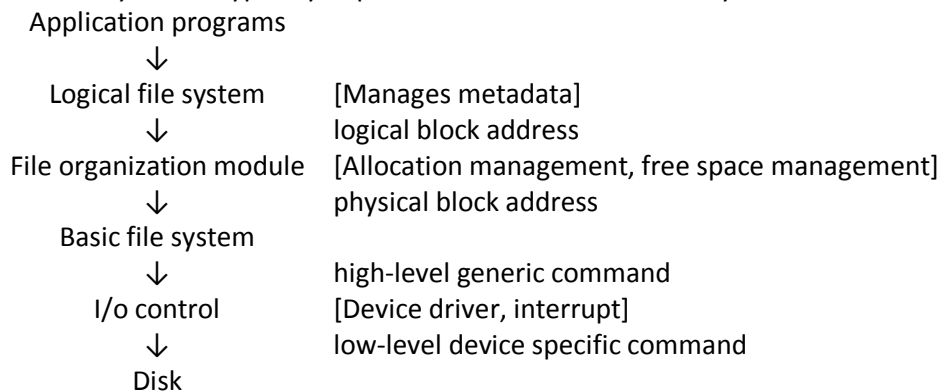 Application programs
↓
Logical file system [Manages metadata]
↓ logical block address
File organization module [Allocation management, free space management]
↓ physical block address
Basic file system
↓ high-level generic command
I/o control [Device driver, interrupt]
↓ low-level device specific command
Disk